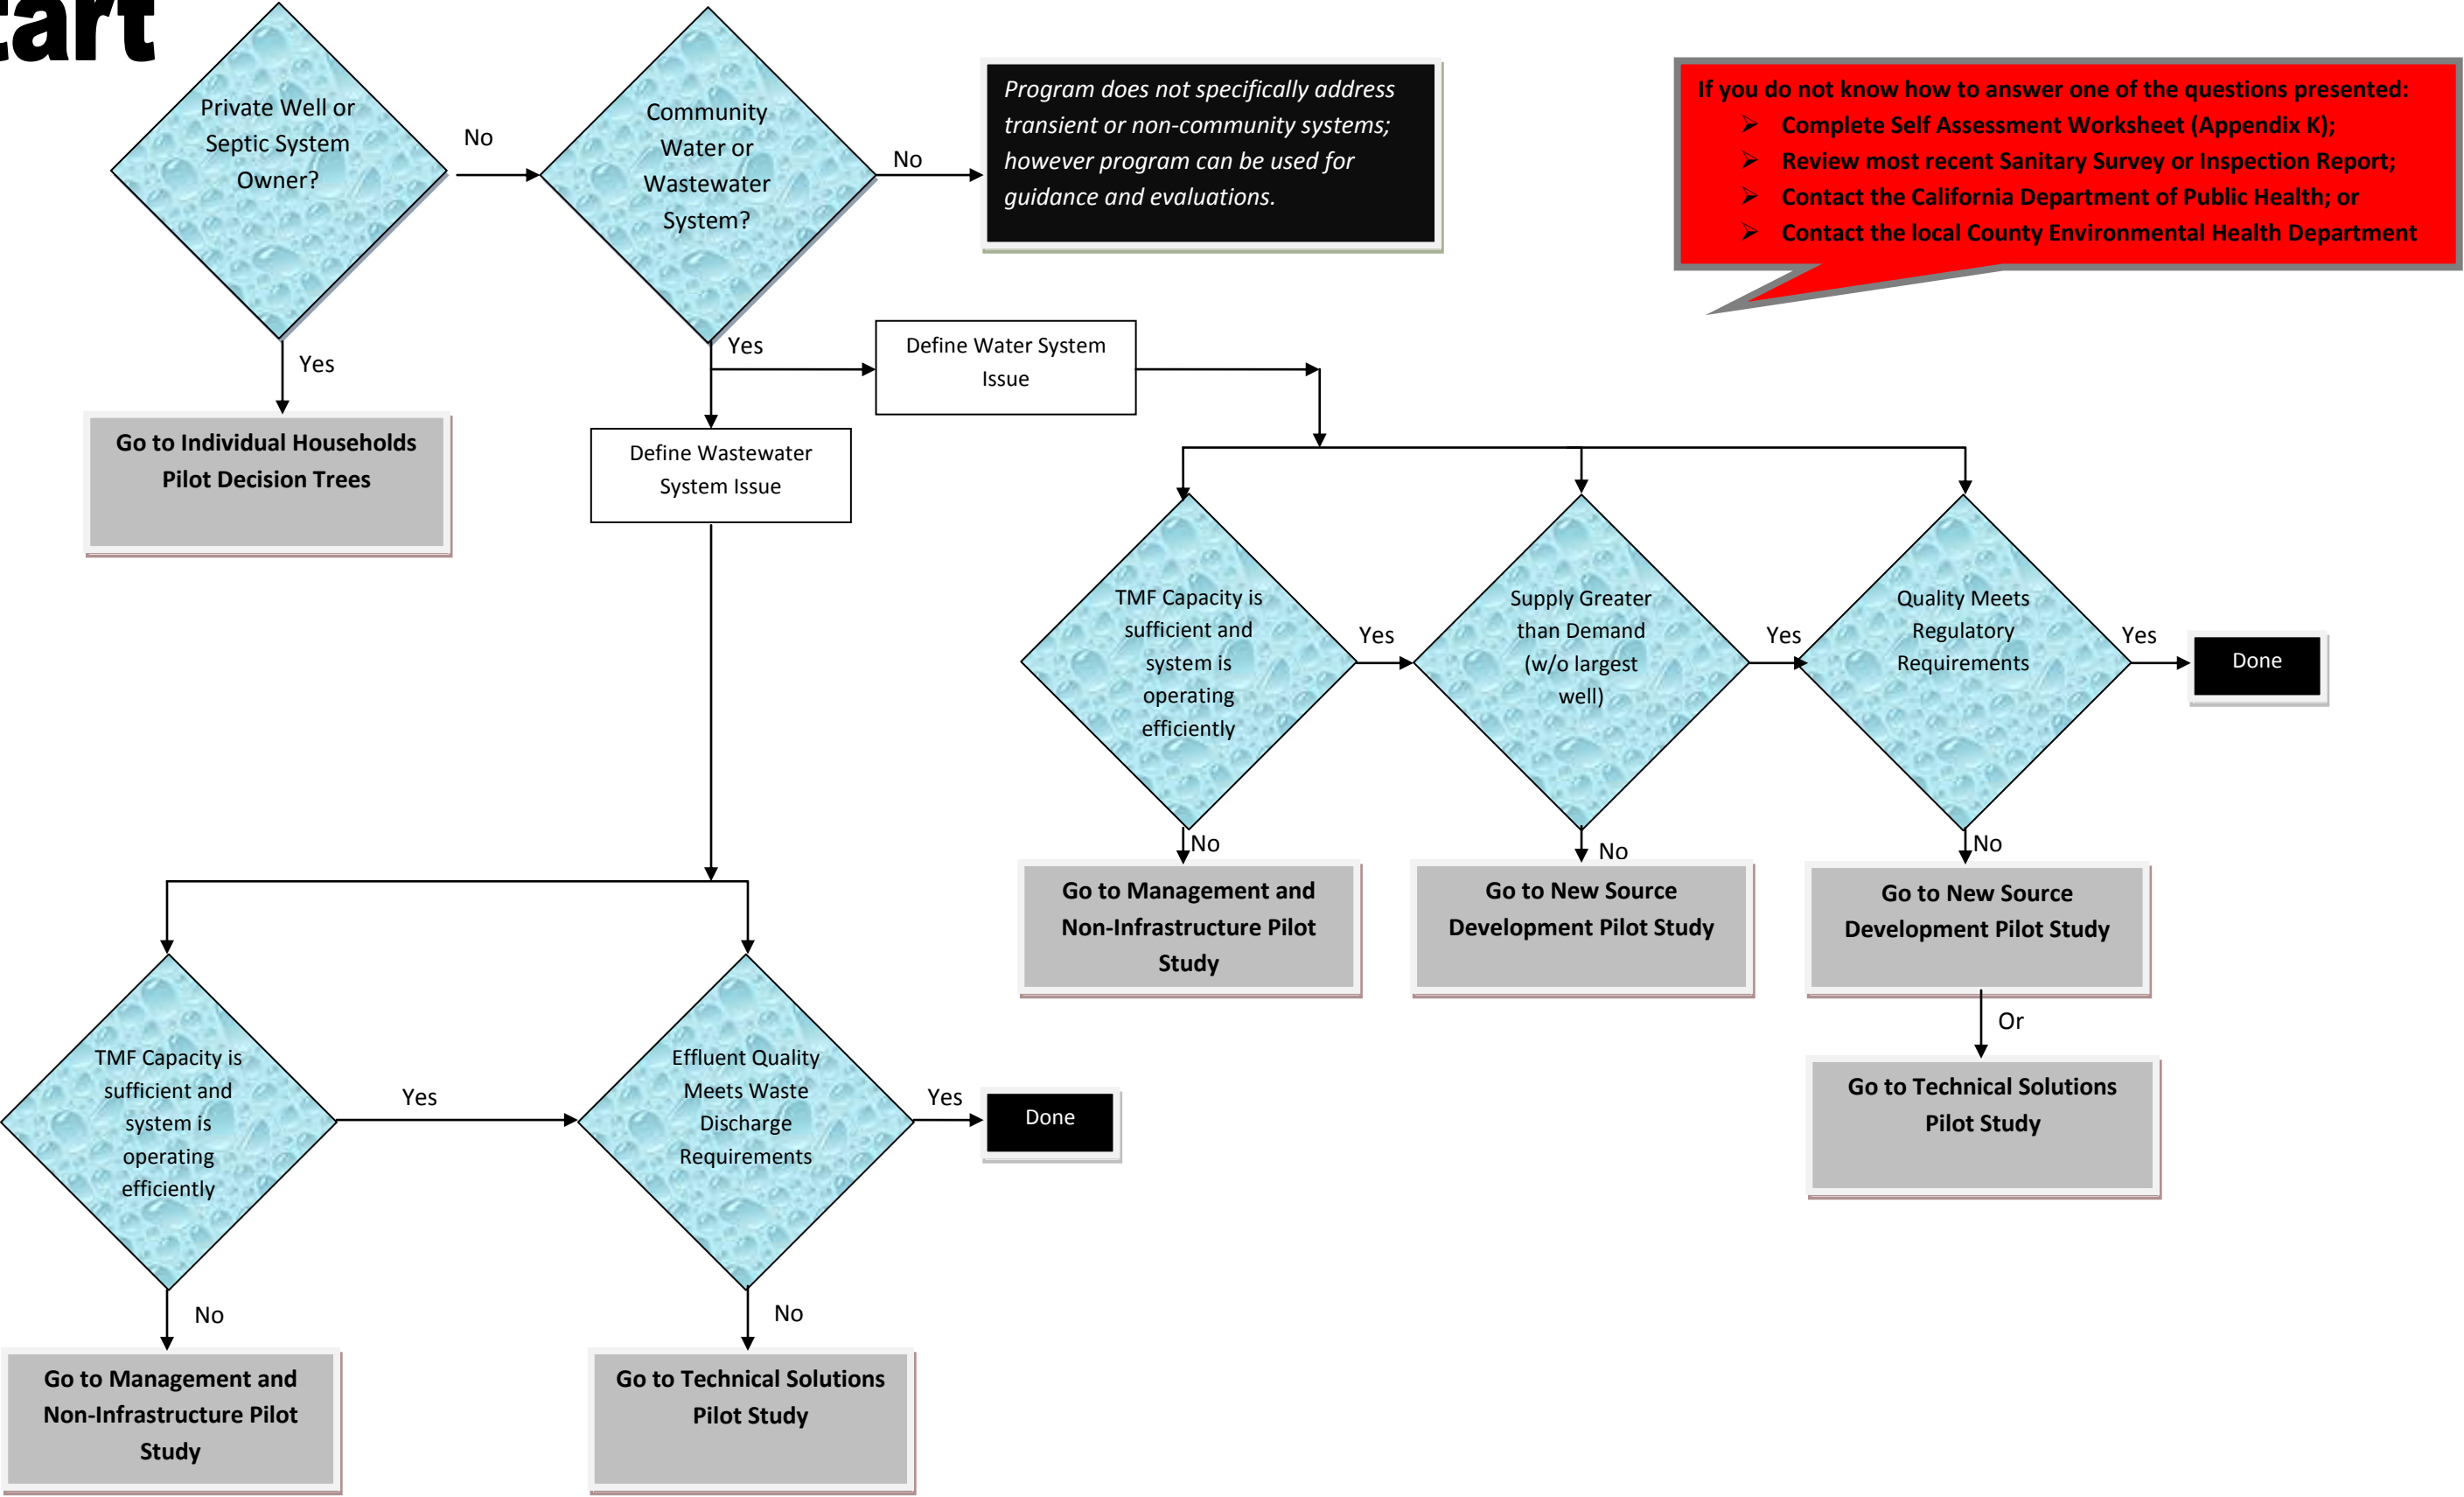 tart
Private Well or
Septic System
Owner?
No
Community
Water or
Wastewater
System?
No
Program does not specifically address
transient or non-community systems;
however program can be used for
guidance and evaluations.
If you do not know how to answer one of the questions presented:
➤ Complete Self Assessment Worksheet (Appendix K);
➤ Review most recent Sanitary Survey or Inspection Report;
➤ Contact the California Department of Public Health; or
➤ Contact the local County Environmental Health Department
Yes
Go to Individual Households
Pilot Decision Trees
Yes
Define Water System
Issue
Define Wastewater
System Issue
TMF Capacity is
sufficient and
system is
operating
efficiently
Yes
Supply Greater
than Demand
(w/o largest
well)
Yes
Quality Meets
Regulatory
Requirements
Yes
Done
No
Go to Management and
Non-Infrastructure Pilot
Study
No
Go to New Source
Development Pilot Study
No
Go to New Source
Development Pilot Study
Or
Go to Technical Solutions
Pilot Study
TMF Capacity is
sufficient and
system is
operating
efficiently
Yes
Effluent Quality
Meets Waste
Discharge
Requirements
Yes
Done
No
Go to Management and
Non-Infrastructure Pilot
Study
No
Go to Technical Solutions
Pilot Study